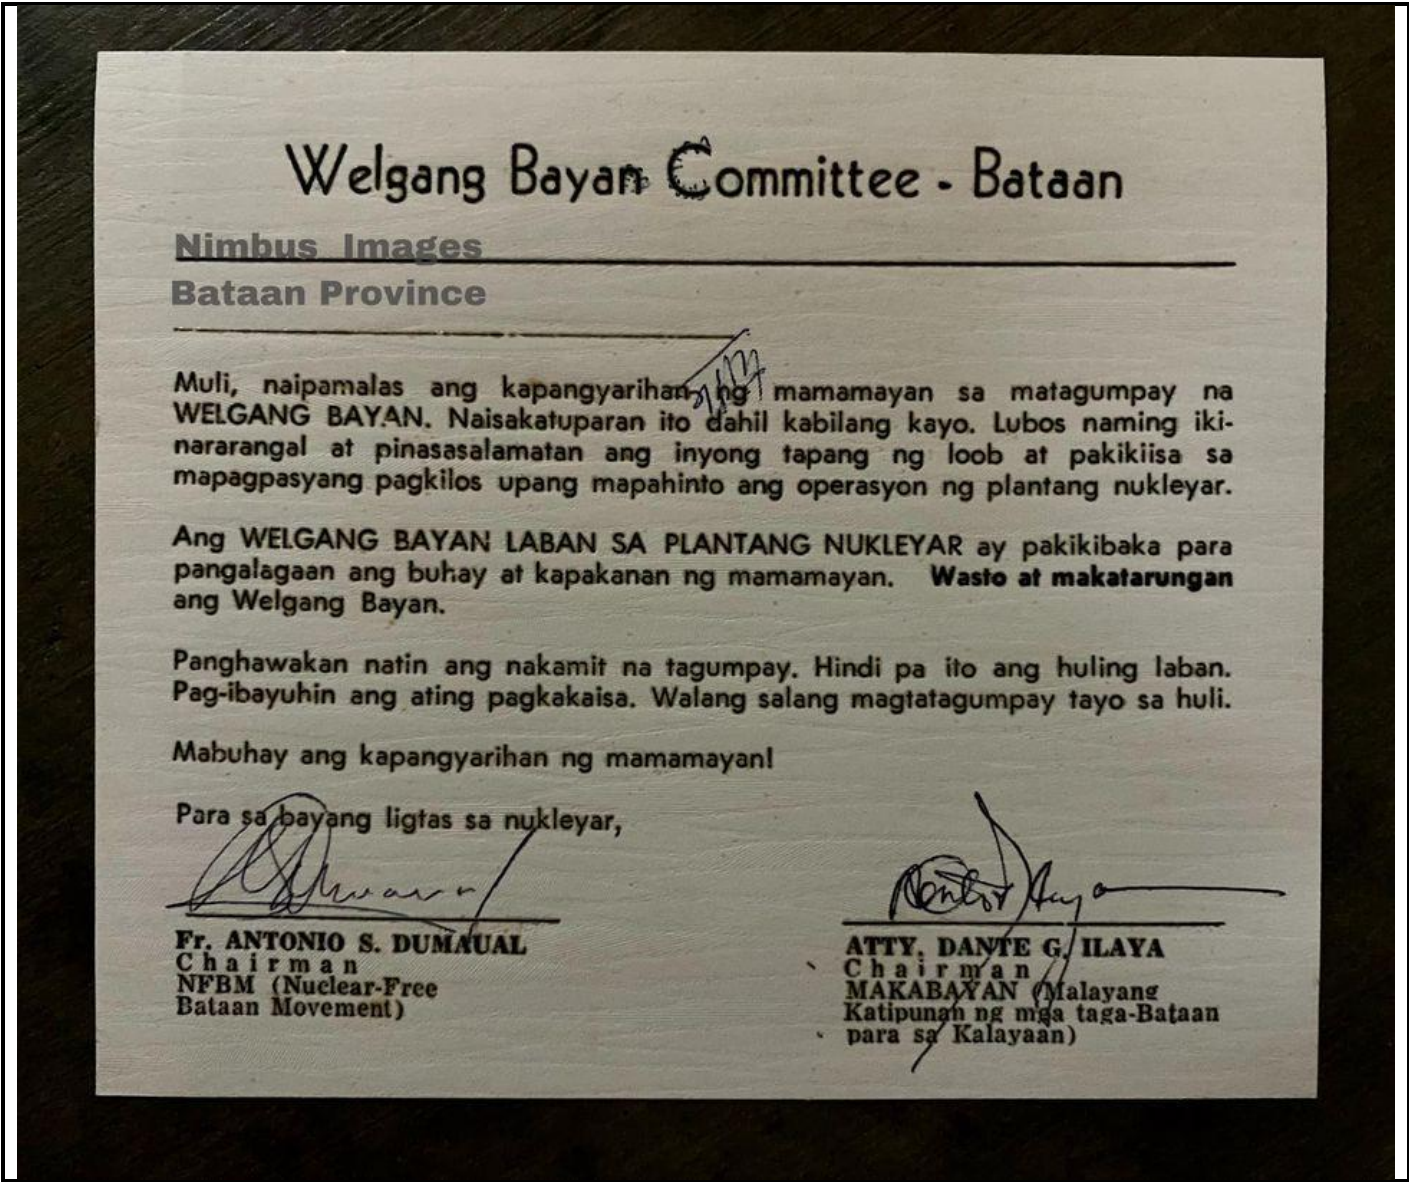 Welgang Bayan Committee - Bataan
Nimbus Images
Bataan Province
Muli, naipamalas ang kapangyarihan ng mamamayan sa matagumpay na
WELGANG BAYAN. Naisakatuparan ito dahil kabilang kayo. Lubos naming iki-
nararangal at pinasasalamatan ang inyong tapang ng loob at pakikiisa sa
mapagpasyang pagkilos upang mapahinto ang operasyon ng plantang nukleyar.
Ang WELGANG BAYAN LABAN SA PLANTANG NUKLEYAR ay pakikibaka para
pangalagaan ang buhay at kapakanan ng mamamayan. Wasto at makatarungan
ang Welgang Bayan.
Panghawakan natin ang nakamit na tagumpay. Hindi pa ito ang huling laban.
Pag-ibayuhin ang ating pagkakaisa. Walang salang magtatagumpay tayo sa huli.
Mabuhay ang kapangyarihan ng mamamayan!
Para sa bayang ligtas sa nukleyar,
Fr. ANTONIO S. DUMAUAL
Chairman
NFBM (Nuclear-Free
Bataan Movement)
ATTY. DANTE G. ILAYA
Chairman
MAKABAYAN (Malayang
Katipunan ng mga taga-Bataan
para sa Kalayaan)